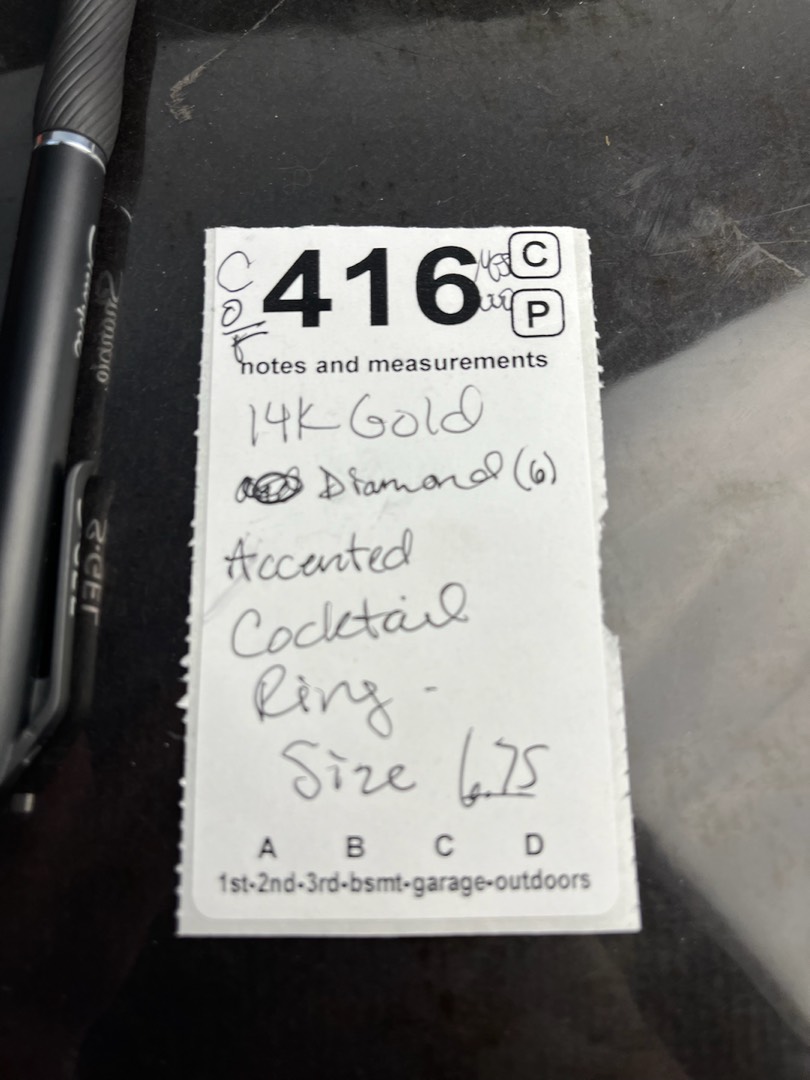 C
O
416
C
P
notes and measurements
14K Gold
Diamond (6)
Accented
Cocktail
Ring -
Size 6.75
A B C D
1st-2nd-3rd-bsmt-garage-outdoors
S·GEL